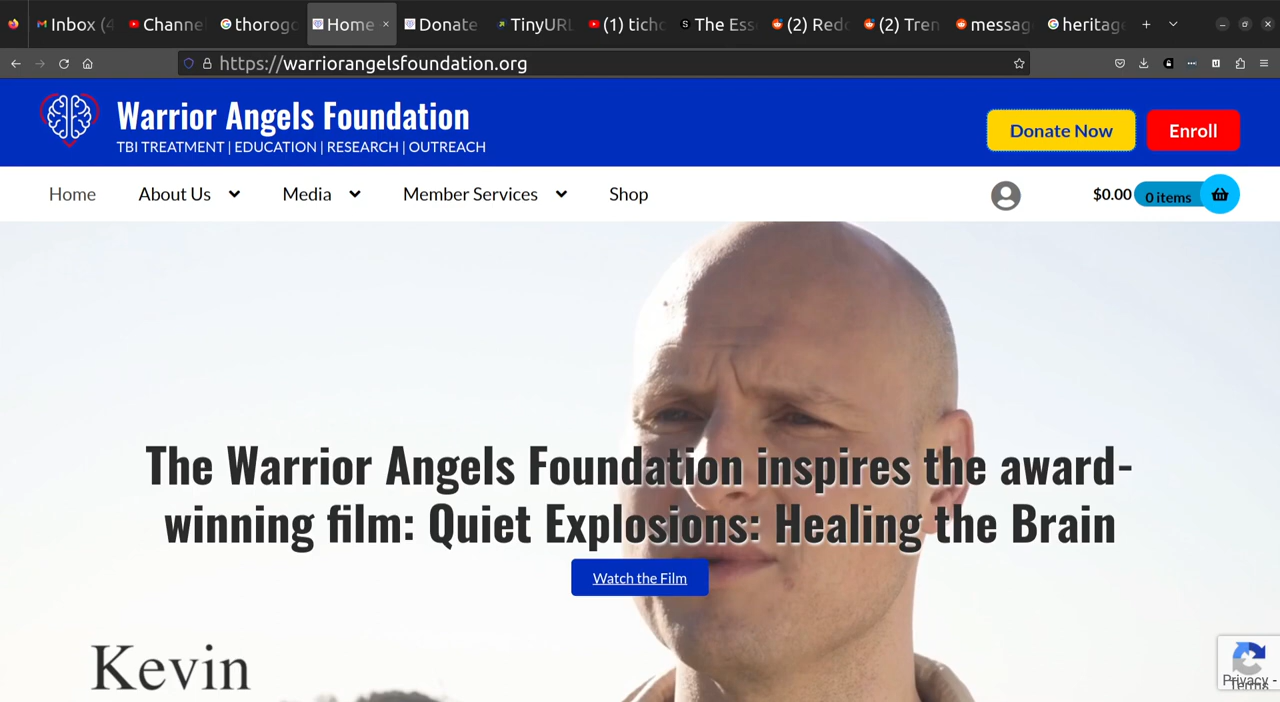 Inbox (4
Channe
thorogo
Home
Donate
TinyURL
(1) tich
The Ess
(2) Redd
(2) Tren
messag
heritage
https://warriorangelsfoundation.org
Warrior Angels Foundation
TBI TREATMENT | EDUCATION | RESEARCH | OUTREACH
Donate Now
Enroll
Home
About Us
Media
Member Services
Shop
$0.00
0 items
The Warrior Angels Foundation inspires the award-
winning film: Quiet Explosions: Healing the Brain
Watch the Film
Kevin
Privacy -
Terms